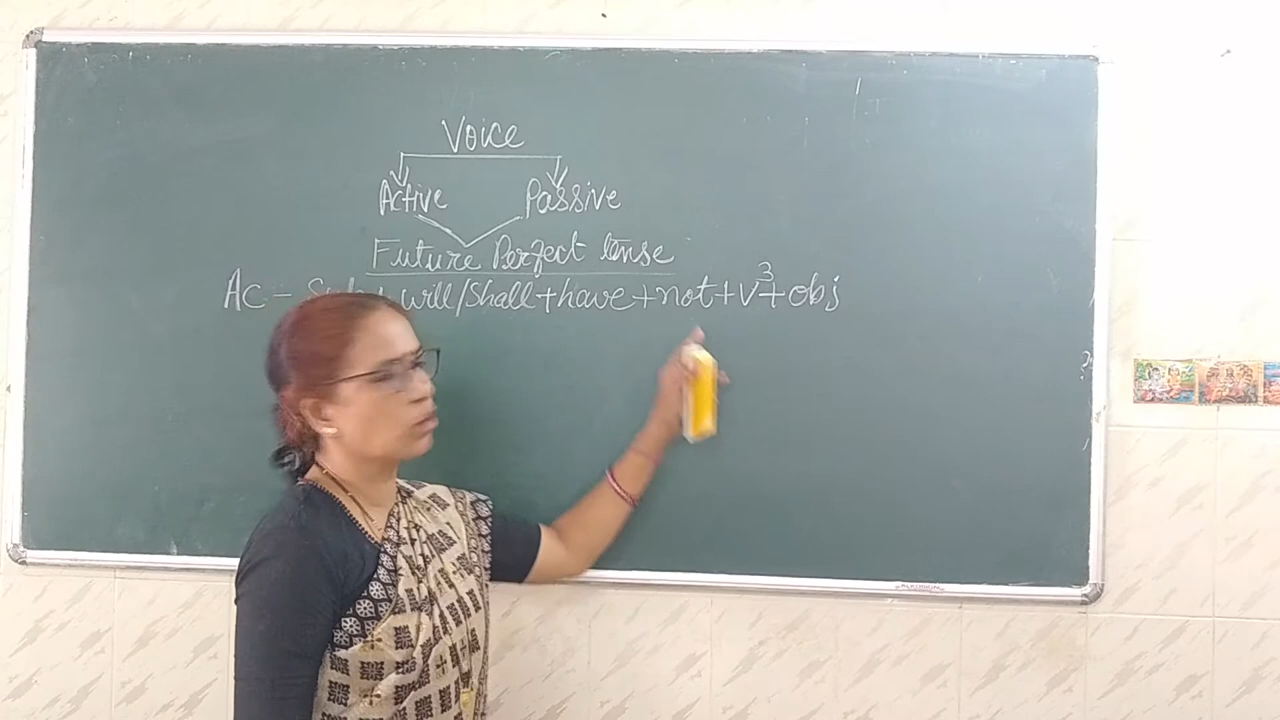 Voice
Active Passive
Future Perfect tense
Ac - will/Shall+have+not+v³+obj